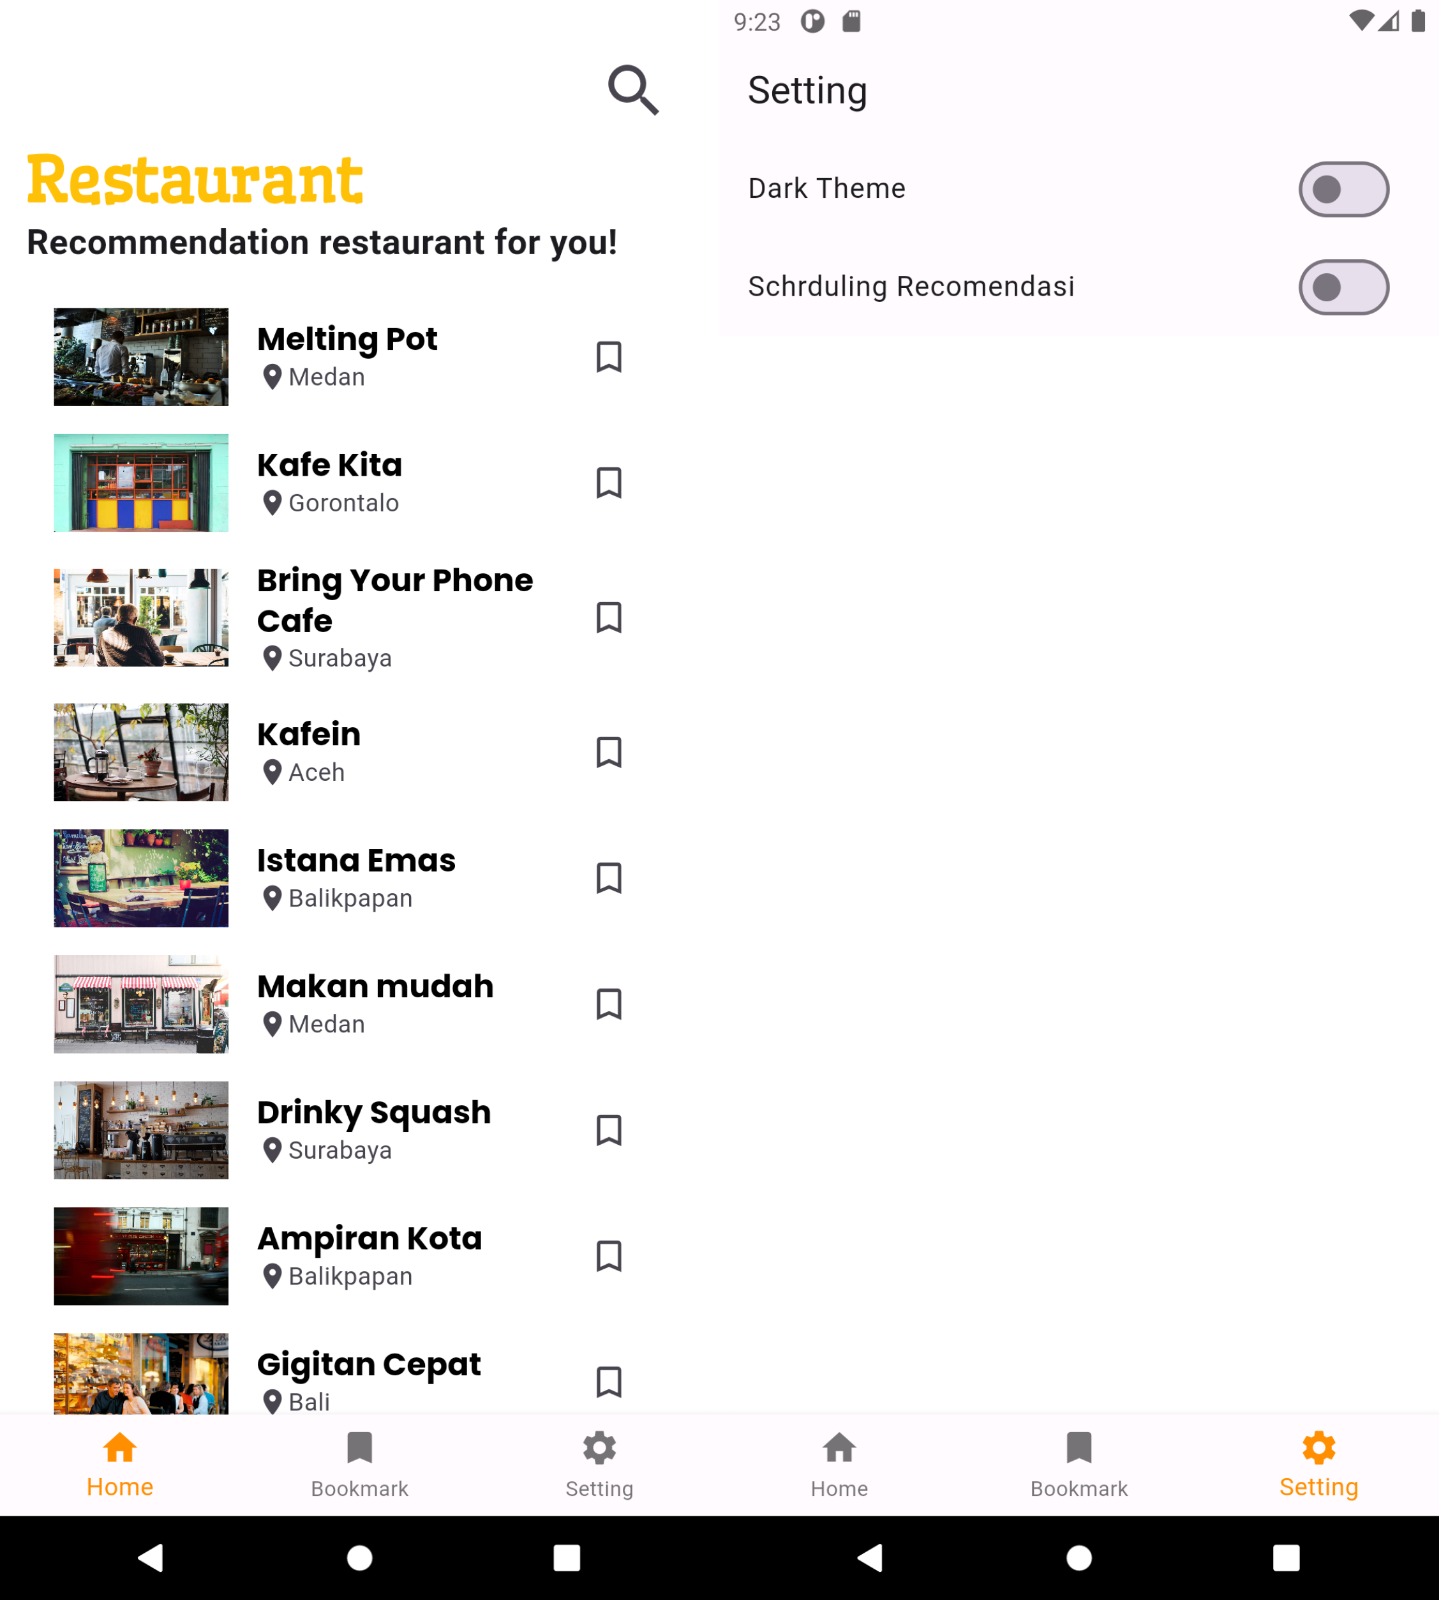 Restaurant
Recommendation restaurant for you!
Melting Pot
Medan
Kafe Kita
Gorontalo
Bring Your Phone
Cafe
Surabaya
Kafein
Aceh
Istana Emas
Balikpapan
Makan mudah
Medan
Drinky Squash
Surabaya
Ampiran Kota
Balikpapan
Gigitan Cepat
Bali
Home
Bookmark
Setting
9:23
Setting
Dark Theme
Schrduling Recomendasi
Home
Bookmark
Setting